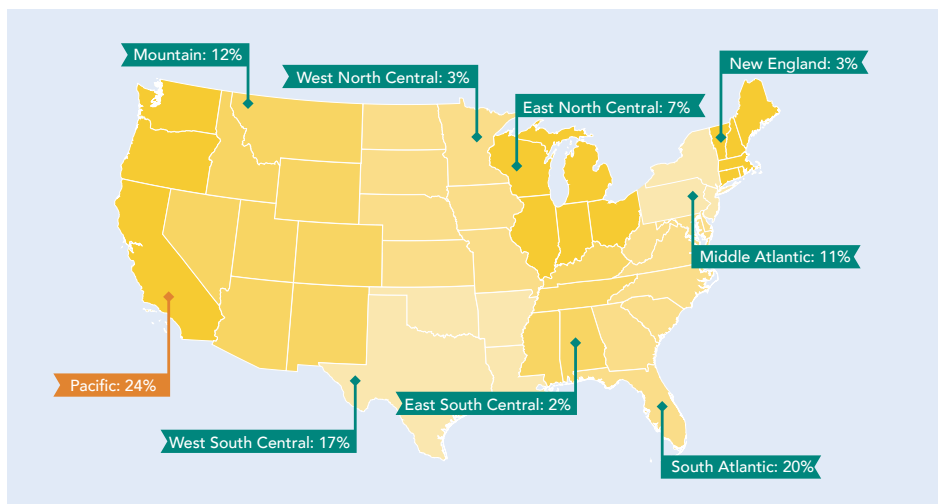 Mountain: 12%
New England: 3%
West North Central: 3%
East North Central: 7%
Middle Atlantic: 11%
Pacific: 24%
East South Central: 2%
West South Central: 17%
South Atlantic: 20%